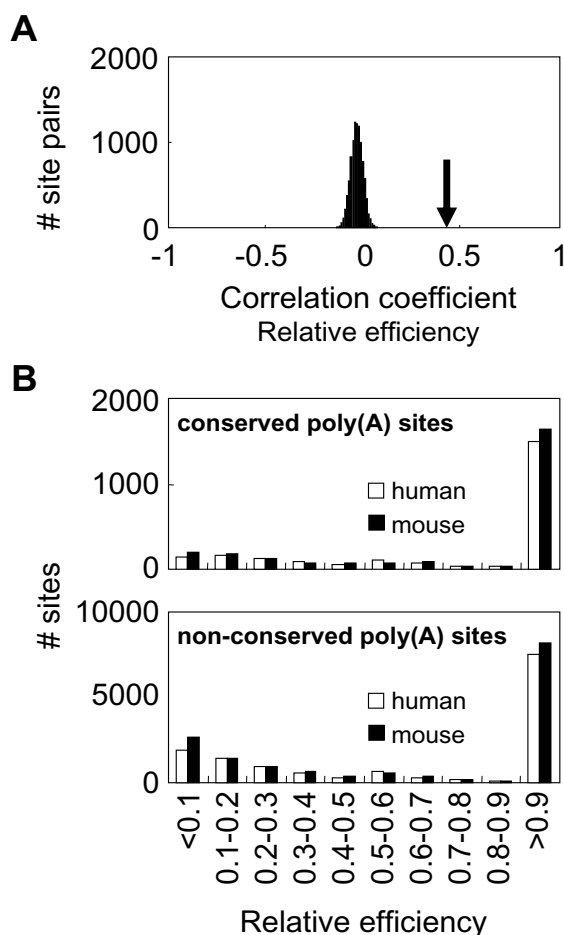 A
2000
1000
0
# site pairs
-1 -0.5 0 0.5 1
Correlation coefficient
Relative efficiency
B
2000
1000
0
conserved poly(A) sites
human
mouse
# sites
10000
5000
0
non-conserved poly(A) sites
human
mouse
<0.1 0.1-0.2 0.2-0.3 0.3-0.4 0.4-0.5 0.5-0.6 0.6-0.7 0.7-0.8 0.8-0.9 >0.9
Relative efficiency